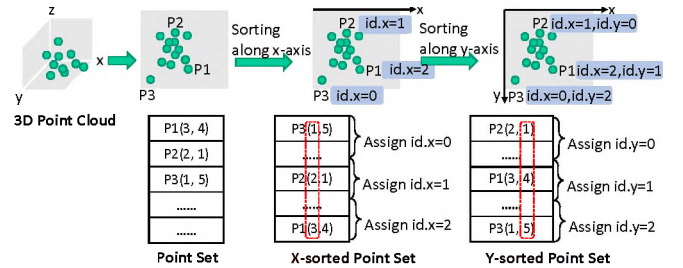 z
x
y
3D Point Cloud
P2
P1
P3
Sorting
along x-axis
x
P2 id.x=1
P1 id.x=2
P3 id.x=0
Sorting
along y-axis
x
P2 id.x=1,id.y=0
P1 id.x=2,id.y=1
y P3 id.x=0,id.y=2
P1(3, 4)
P2(2, 1)
P3(1, 5)
......
......
Point Set
P3(1,5)
......
P2(2,1)
......
P1(3,4)
Assign id.x=0
Assign id.x=1
Assign id.x=2
X-sorted Point Set
P2(2, 1)
......
P1(3, 4)
......
P3(1, 5)
Assign id.y=0
Assign id.y=1
Assign id.y=2
Y-sorted Point Set